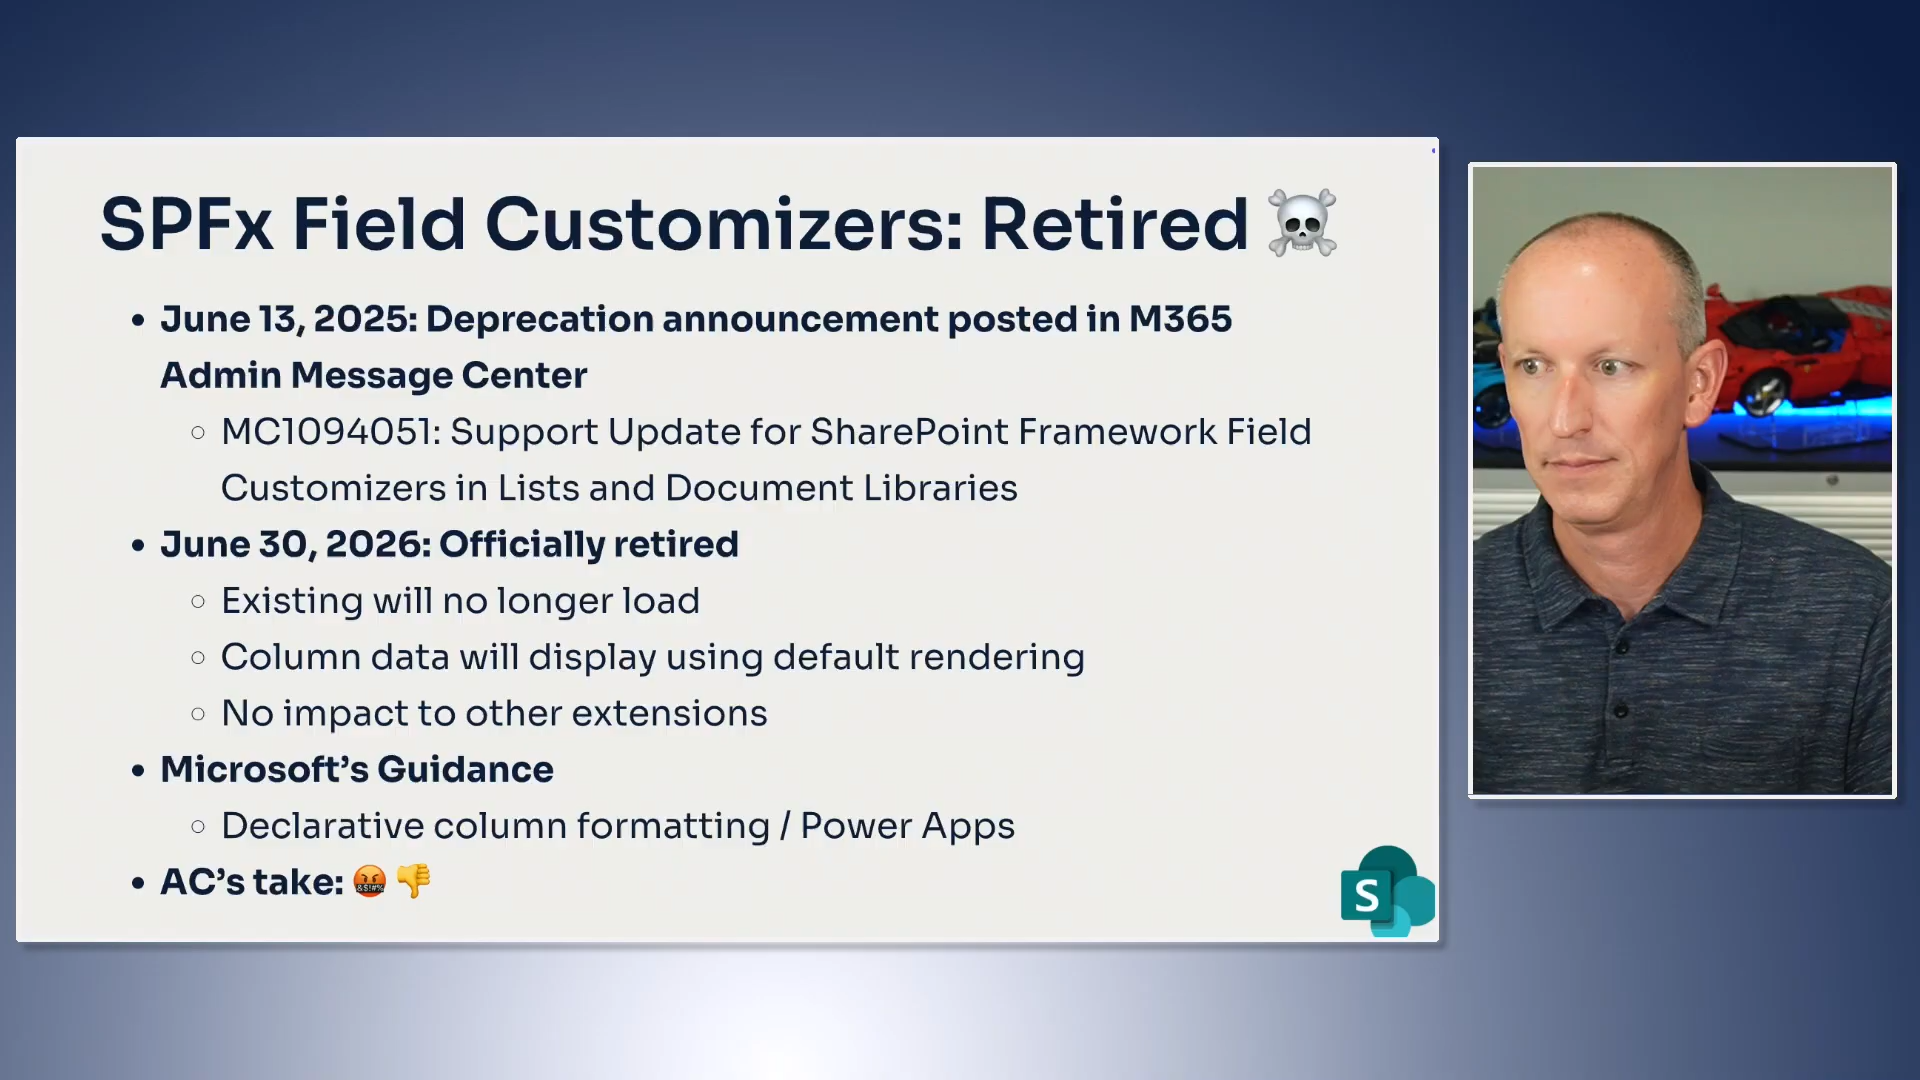 SPFx Field Customizers: Retired ☠️
• June 13, 2025: Deprecation announcement posted in M365
Admin Message Center
○ MC1094051: Support Update for SharePoint Framework Field
Customizers in Lists and Document Libraries
• June 30, 2026: Officially retired
○ Existing will no longer load
○ Column data will display using default rendering
○ No impact to other extensions
• Microsoft’s Guidance
○ Declarative column formatting / Power Apps
• AC’s take: 🤬 👎
S